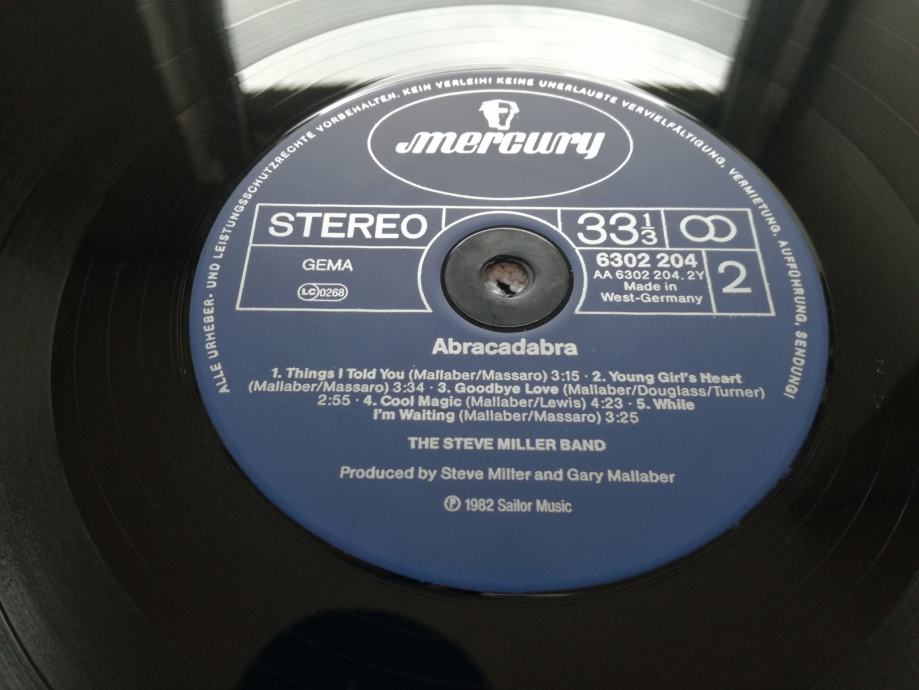 ALLE URHEBER- UND LEISTUNGSSCHUTZRECHTE VORBEHALTEN. KEIN VERLEIH! KEINE UNERLAUBTE VERVIELFÄLTIGUNG, VERMIETUNG, AUFFÜHRUNG, SENDUNG!
mercury
STEREO
33 1/3
GEMA
LC 0268
6302 204
AA 6302 204.2Y
Made in
West-Germany
2
Abracadabra
1. Things I Told You (Mallaber/Massaro) 3:15 · 2. Young Girl's Heart
(Mallaber/Massaro) 3:34 · 3. Goodbye Love (Mallaber/Douglass/Turner)
2:55 · 4. Cool Magic (Mallaber/Lewis) 4:23 · 5. While
I'm Waiting (Mallaber/Massaro) 3:25
THE STEVE MILLER BAND
Produced by Steve Miller and Gary Mallaber
Ⓟ 1982 Sailor Music